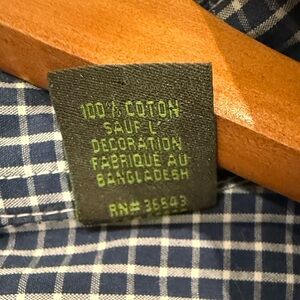 100% COTON
SAUF L'
DECORATION
FABRIQUE AU
BANGLADESH
RN# 36543